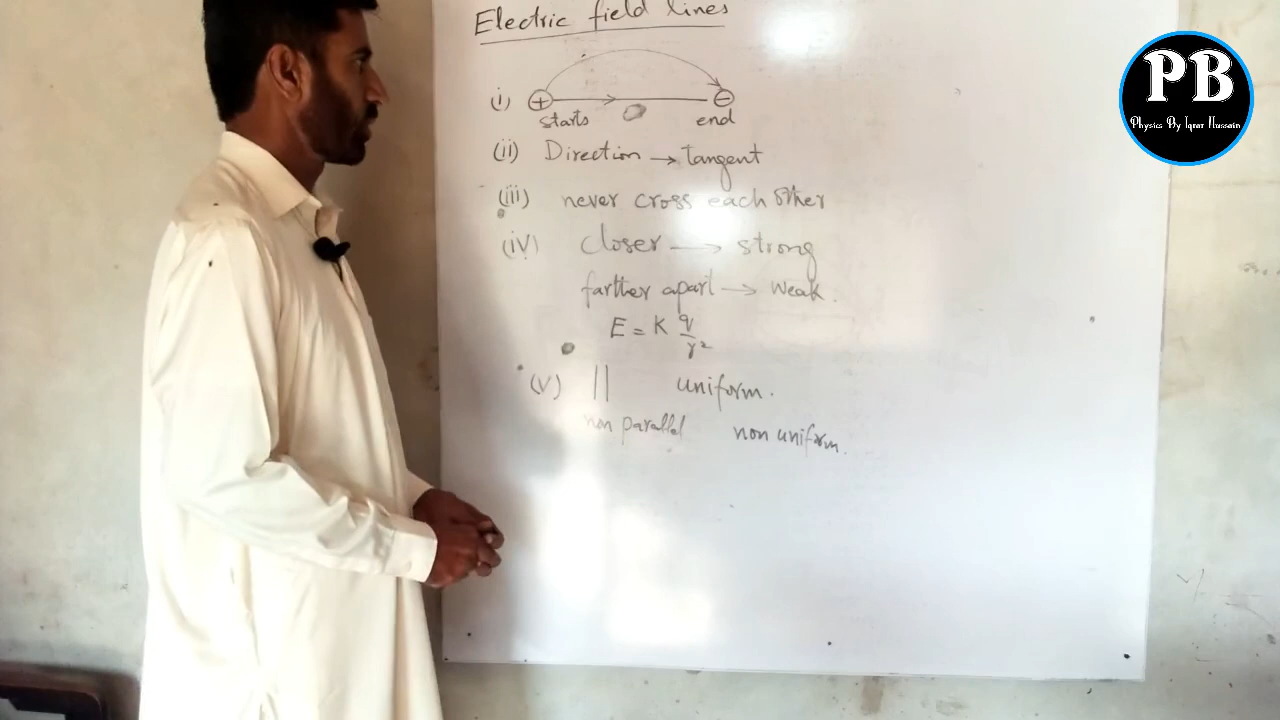 Electric field lines
(i) + −
starts end
(ii) Direction → tangent
(iii) never cross each other
(iv) closer → strong
farther apart → weak.
E = K q/r²
(v) || uniform.
non parallel non uniform.
PB
Physics By Iqrar Hussain